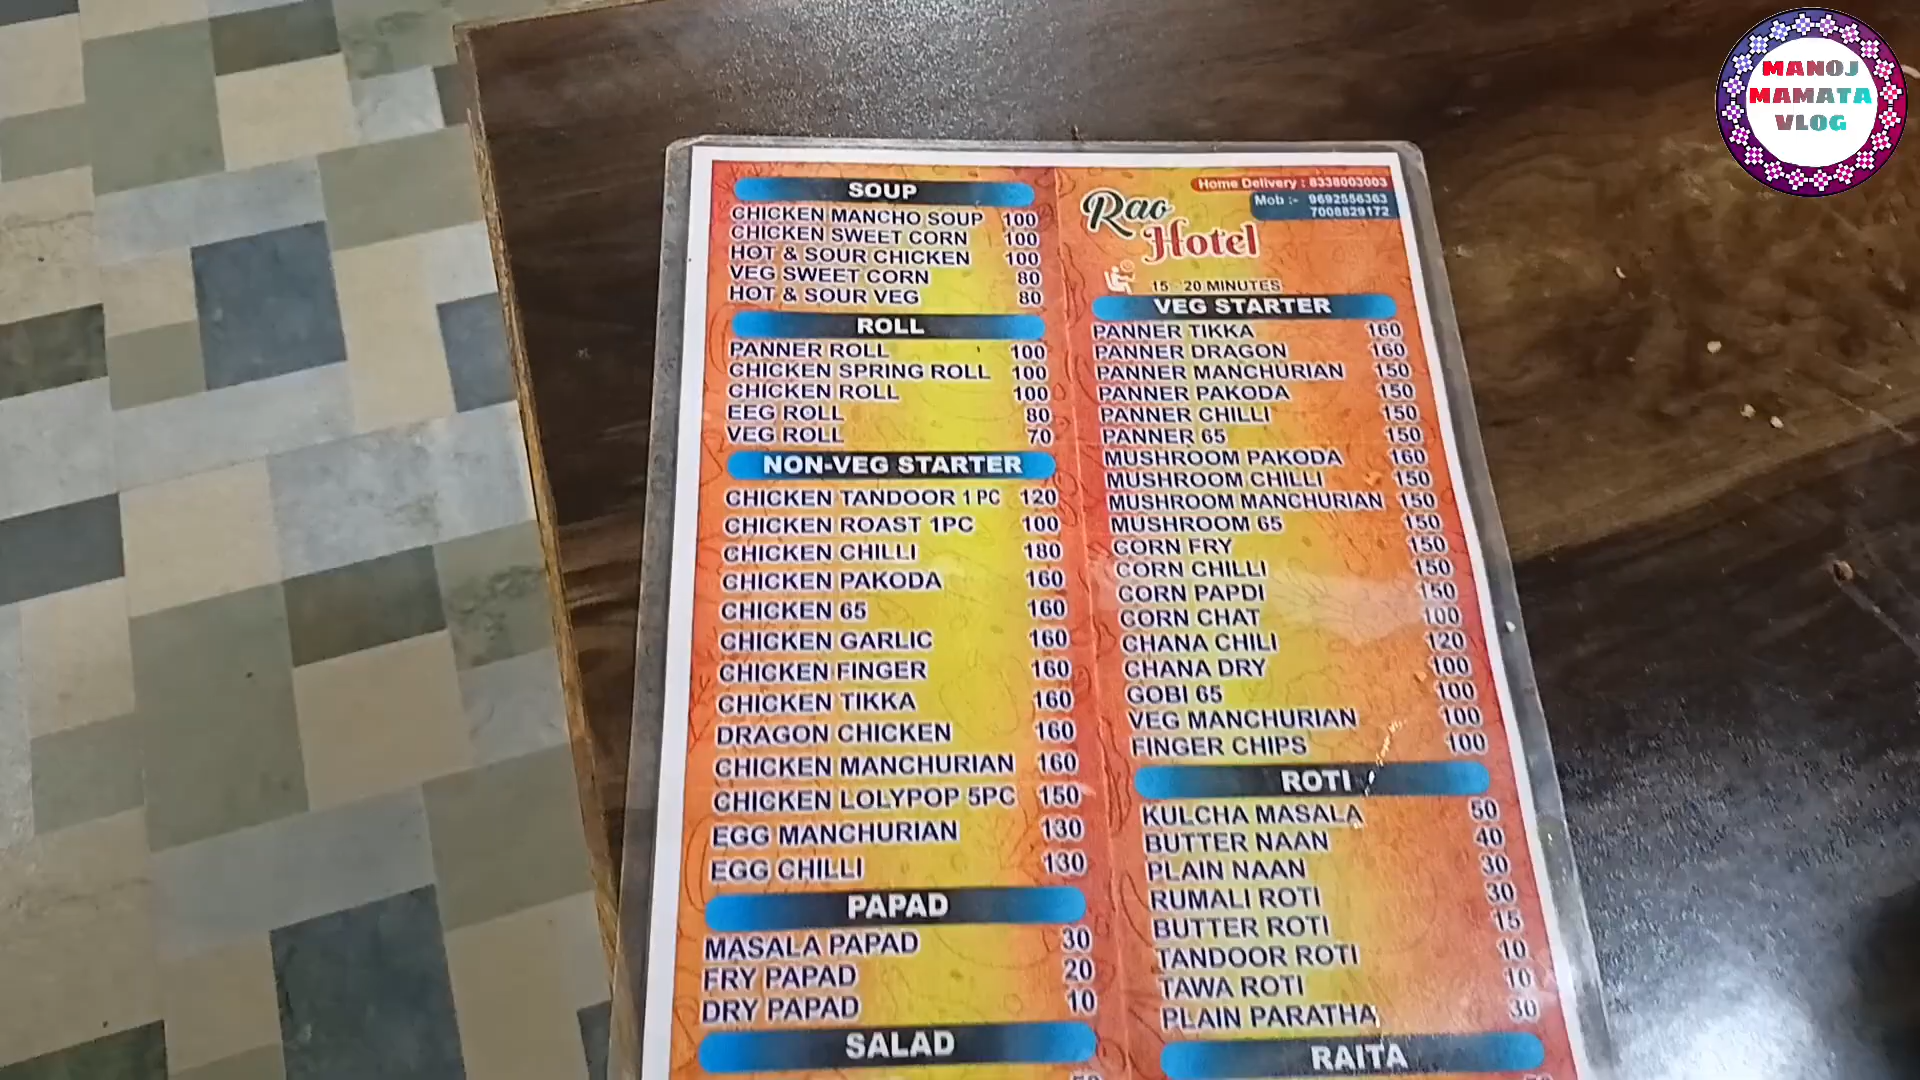 MANOJ
MAMATA
VLOG
SOUP
CHICKEN MANCHO SOUP 100
CHICKEN SWEET CORN 100
HOT & SOUR CHICKEN 100
VEG SWEET CORN 80
HOT & SOUR VEG 80
ROLL
PANNER ROLL 100
CHICKEN SPRING ROLL 100
CHICKEN ROLL 100
EEG ROLL 80
VEG ROLL 70
NON-VEG STARTER
CHICKEN TANDOOR 1 PC 120
CHICKEN ROAST 1PC 100
CHICKEN CHILLI 180
CHICKEN PAKODA 160
CHICKEN 65 160
CHICKEN GARLIC 160
CHICKEN FINGER 160
CHICKEN TIKKA 160
DRAGON CHICKEN 160
CHICKEN MANCHURIAN 160
CHICKEN LOLYPOP 5PC 150
EGG MANCHURIAN 130
EGG CHILLI 130
PAPAD
MASALA PAPAD 30
FRY PAPAD 20
DRY PAPAD 10
SALAD
Home Delivery : 8338003003
Mob :- 9692556363
7008829172
Rao
Hotel
15 - 20 MINUTES
VEG STARTER
PANNER TIKKA 160
PANNER DRAGON 160
PANNER MANCHURIAN 150
PANNER PAKODA 150
PANNER CHILLI 150
PANNER 65 150
MUSHROOM PAKODA 160
MUSHROOM CHILLI 150
MUSHROOM MANCHURIAN 150
MUSHROOM 65 150
CORN FRY 150
CORN CHILLI 150
CORN PAPDI 150
CORN CHAT 100
CHANA CHILI 120
CHANA DRY 100
GOBI 65 100
VEG MANCHURIAN 100
FINGER CHIPS 100
ROTI
KULCHA MASALA 50
BUTTER NAAN 40
PLAIN NAAN 30
RUMALI ROTI 30
BUTTER ROTI 15
TANDOOR ROTI 10
TAWA ROTI 10
PLAIN PARATHA 30
RAITA